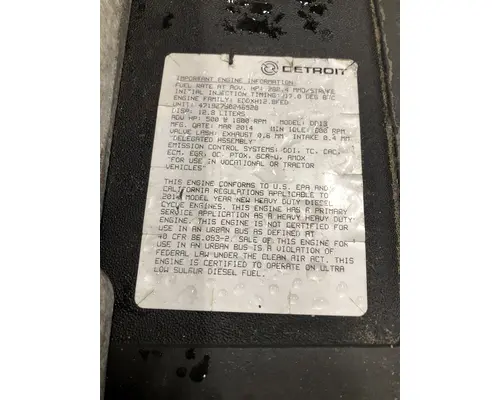 DETROIT
IMPORTANT ENGINE INFORMATION
FUEL RATE AT ADV. HP: 202.4 MM3/STROKE
INITIAL INJECTION TIMING: 17.0 DEG BTC
ENGINE FAMILY: EDDXH12.8FED
UNIT:
DISP: 12.8 LITERS
ADV HP: 500 @ 1800 RPM MODEL: DD13
MFG. DATE: MAR 2014 MIN IDLE: 600 RPM
VALVE LASH: EXHAUST 0.6 MM INTAKE 0.4 MM
"DELEGATED ASSEMBLY"
EMISSION CONTROL SYSTEMS: DDI, TC, CAC,
ECM, EGR, OC, PTOX, SCR-U, AMOX
"FOR USE IN VOCATIONAL OR TRACTOR
VEHICLES"
THIS ENGINE CONFORMS TO U.S. EPA AND
CALIFORNIA REGULATIONS APPLICABLE TO
2014 MODEL YEAR NEW HEAVY DUTY DIESEL
CYCLE ENGINES. THIS ENGINE HAS A PRIMARY
SERVICE APPLICATION AS A HEAVY HEAVY DUTY
ENGINE. THIS ENGINE IS NOT CERTIFIED FOR
USE IN AN URBAN BUS AS DEFINED AT
40 CFR 86.093-2. SALE OF THIS ENGINE FOR
USE IN AN URBAN BUS IS A VIOLATION OF
FEDERAL LAW UNDER THE CLEAN AIR ACT. THIS
ENGINE IS CERTIFIED TO OPERATE ON ULTRA
LOW SULFUR DIESEL FUEL.